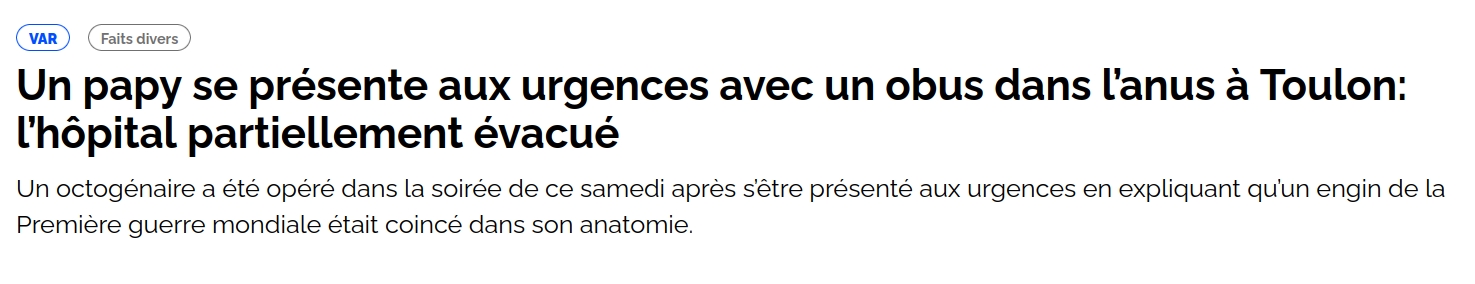 VAR
Faits divers
Un papy se présente aux urgences avec un obus dans l’anus à Toulon:
l’hôpital partiellement évacué
Un octogénaire a été opéré dans la soirée de ce samedi après s’être présenté aux urgences en expliquant qu’un engin de la
Première guerre mondiale était coincé dans son anatomie.